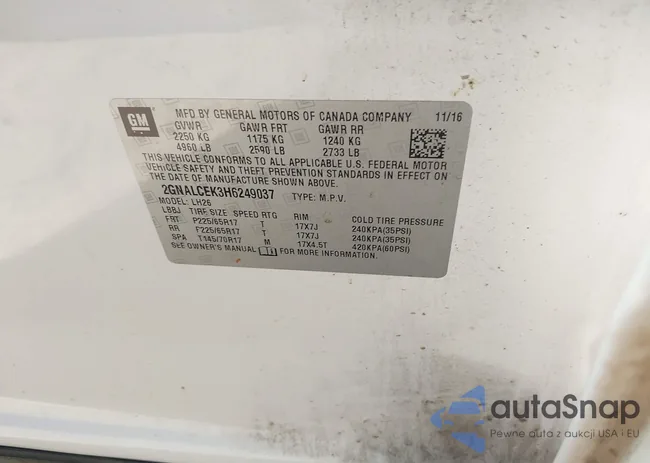 GM
MFD BY GENERAL MOTORS OF CANADA COMPANY 11/16
GVWR GAWR FRT GAWR RR
2250 KG 1175 KG 1240 KG
4960 LB 2590 LB 2733 LB
THIS VEHICLE CONFORMS TO ALL APPLICABLE U.S. FEDERAL MOTOR
VEHICLE SAFETY AND THEFT PREVENTION STANDARDS IN EFFECT ON
THE DATE OF MANUFACTURE SHOWN ABOVE.
2GNALCEK3H6249037 TYPE: M.P.V.
MODEL: LH26
LBBJ TIRE SIZE SPEED RTG RIM COLD TIRE PRESSURE
FRT P225/65R17 T 17X7J 240KPA(35PSI)
RR P225/65R17 T 17X7J 240KPA(35PSI)
SPA T145/70R17 M 17X4.5T 420KPA(60PSI)
SEE OWNER'S MANUAL FOR MORE INFORMATION.
autaSnap
Pewne auta z aukcji USA i EU